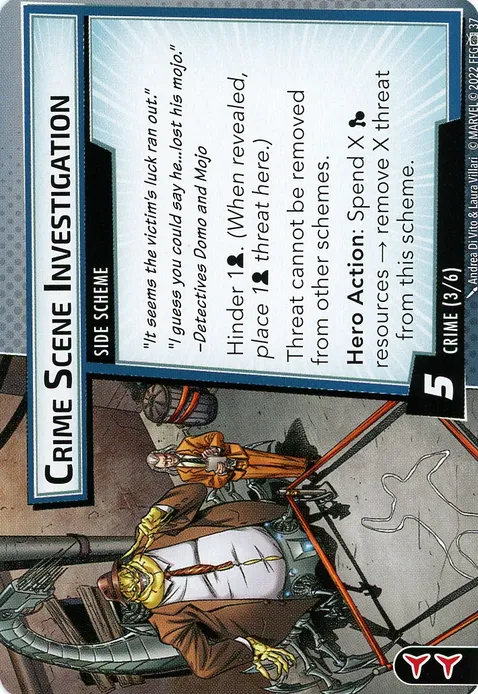 CRIME SCENE INVESTIGATION
SIDE SCHEME
"It seems the victim's luck ran out."
"I guess you could say he...lost his mojo."
–Detectives Domo and Mojo
Hinder 1. (When revealed,
place 1 threat here.)
Threat cannot be removed
from other schemes.
Hero Action: Spend X
resources → remove X threat
from this scheme.
5
CRIME (3/6)
Andrea Di Vito & Laura Villari © MARVEL © 2022 FFG 37